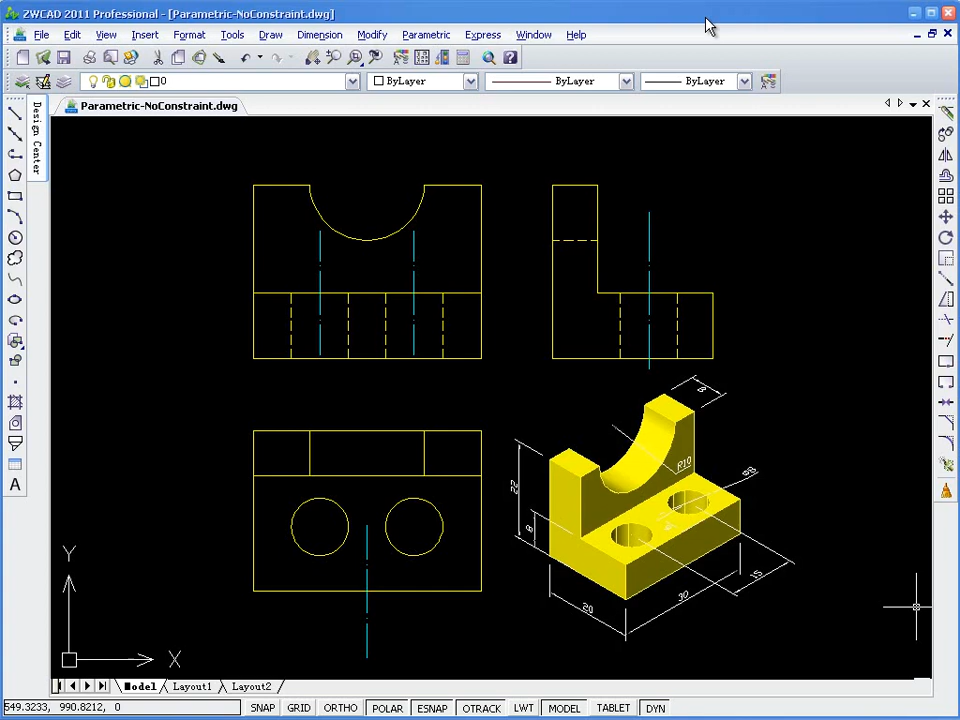 ZWCAD 2011 Professional - [Parametric-NoConstraint.dwg]
File Edit View Insert Format Tools Draw Dimension Modify Parametric Express Window Help
0 ByLayer ByLayer ByLayer
Parametric-NoConstraint.dwg
Design Center
A
8
R10
22
8
20
30
15
Y
X
Model Layout1 Layout2
549.3233, 990.8212, 0 SNAP GRID ORTHO POLAR ESNAP OTRACK LWT MODEL TABLET DYN